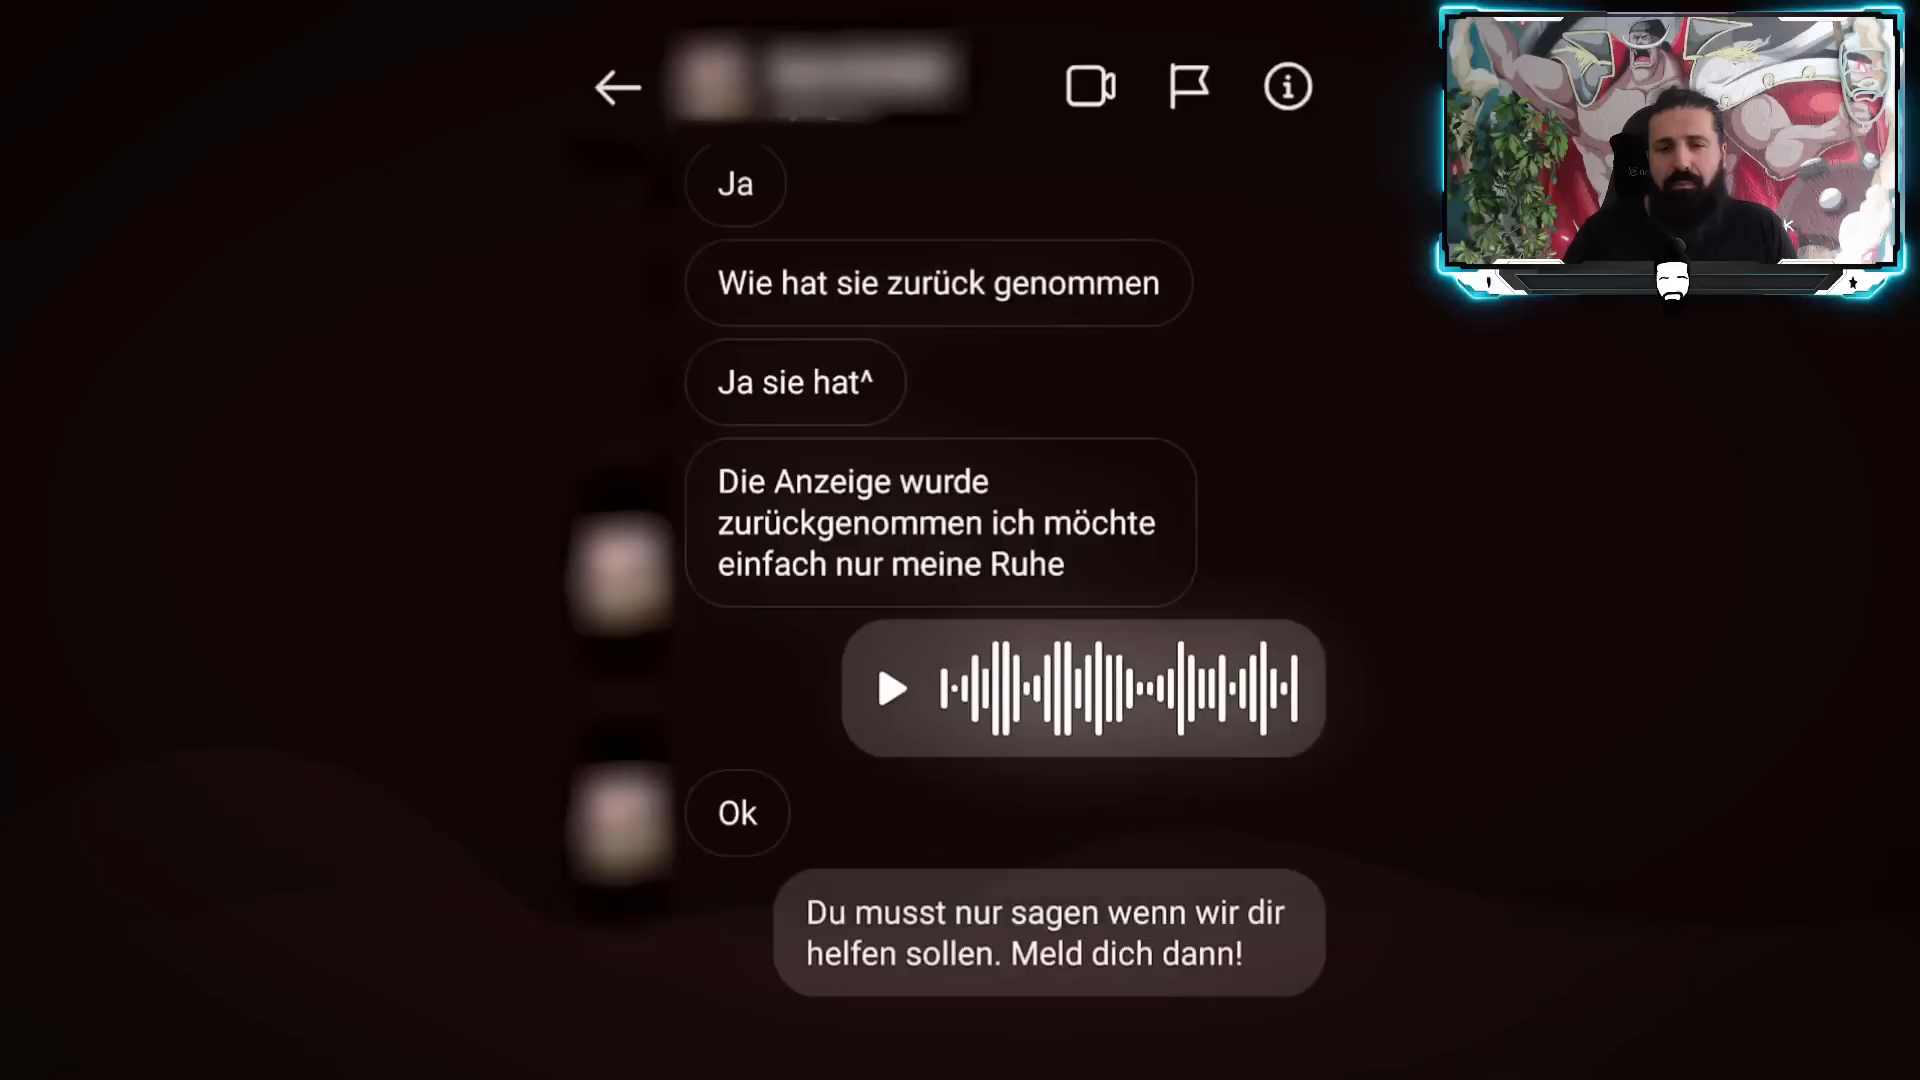 Ja
Wie hat sie zurück genommen
Ja sie hat^
Die Anzeige wurde
zurückgenommen ich möchte
einfach nur meine Ruhe
Ok
Du musst nur sagen wenn wir dir
helfen sollen. Meld dich dann!